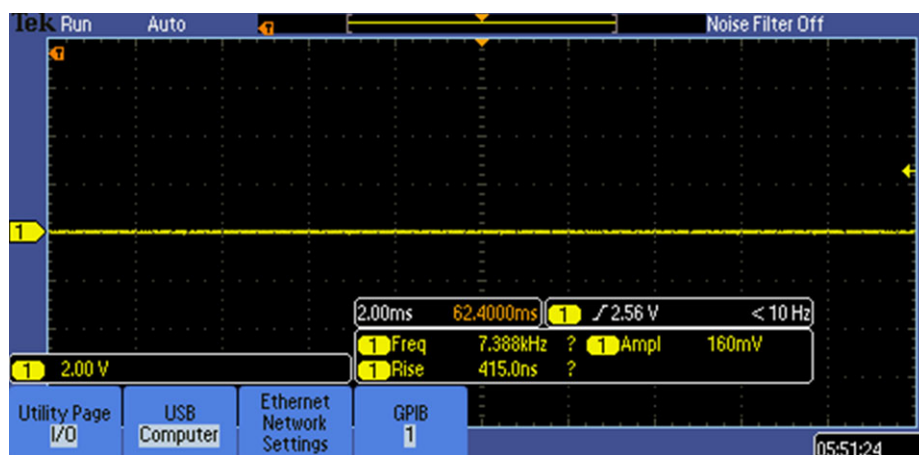 Tek Run Auto Noise Filter Off
1
2.00ms 62.4000ms 1 2.56 V < 10 Hz
1 Freq 7.388kHz ? 1 Ampl 160mV
1 Rise 415.0ns ?
1 2.00 V
Utility Page I/O
USB Computer
Ethernet Network Settings
GPIB 1
05:51:24